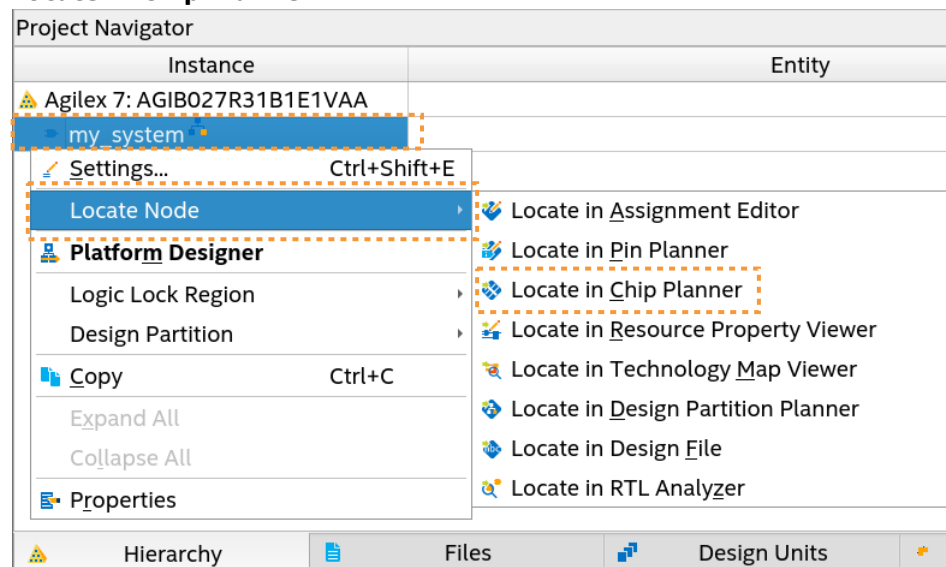 Project Navigator
Instance Entity
Agilex 7: AGIB027R31B1E1VAA
my_system
Settings... Ctrl+Shift+E
Locate Node
Locate in Assignment Editor
Platform Designer
Locate in Pin Planner
Logic Lock Region
Locate in Chip Planner
Design Partition
Locate in Resource Property Viewer
Copy Ctrl+C
Locate in Technology Map Viewer
Expand All
Locate in Design Partition Planner
Collapse All
Locate in Design File
Properties
Locate in RTL Analyzer
Hierarchy Files Design Units